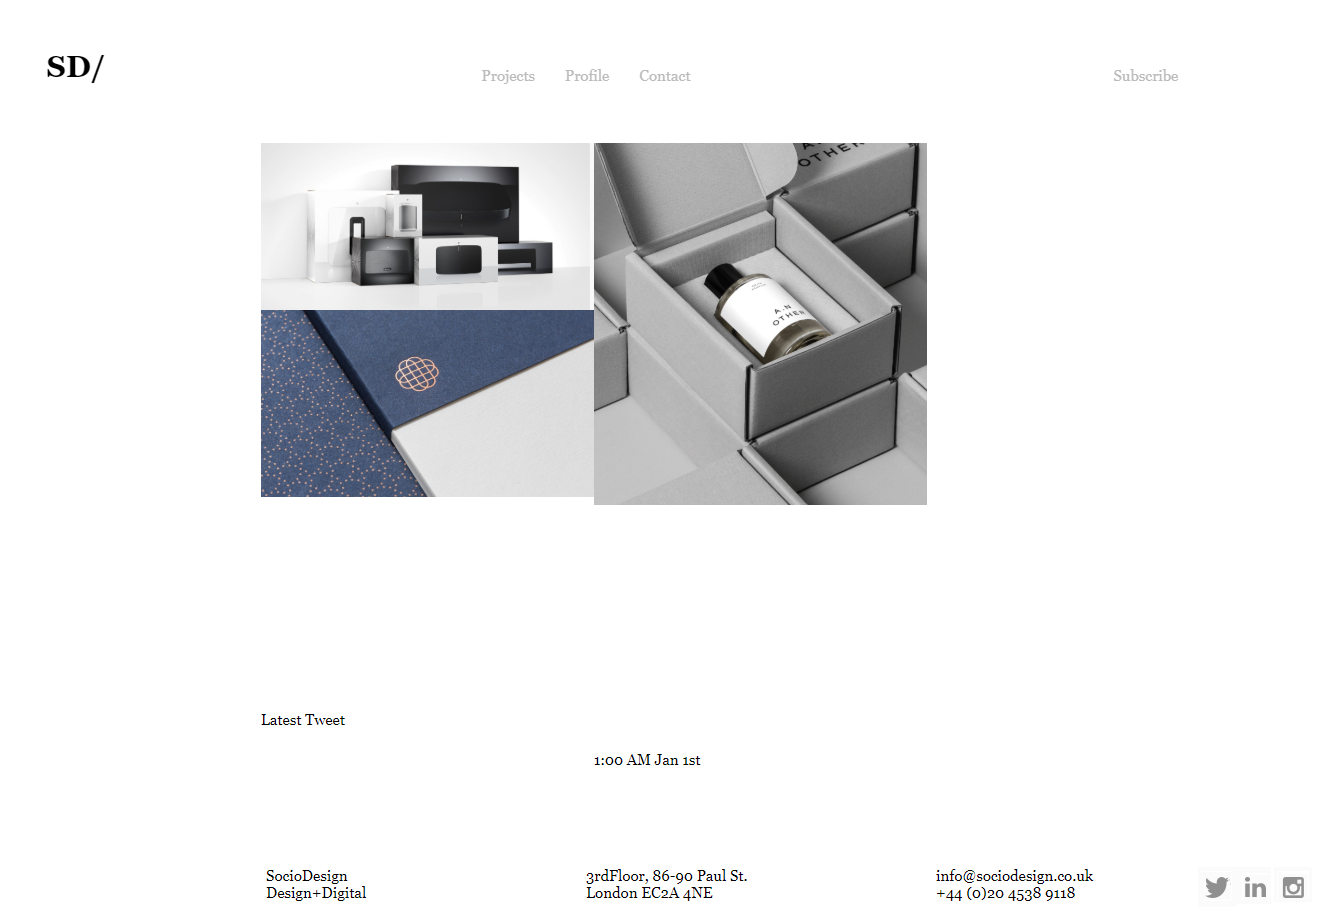 SD/
Projects Profile Contact Subscribe
A.N
OTHER
A.N
OTHER
Latest Tweet
1:00 AM Jan 1st
SocioDesign
Design+Digital
3rdFloor, 86-90 Paul St.
London EC2A 4NE
info@sociodesign.co.uk
+44 (0)20 4538 9118
in